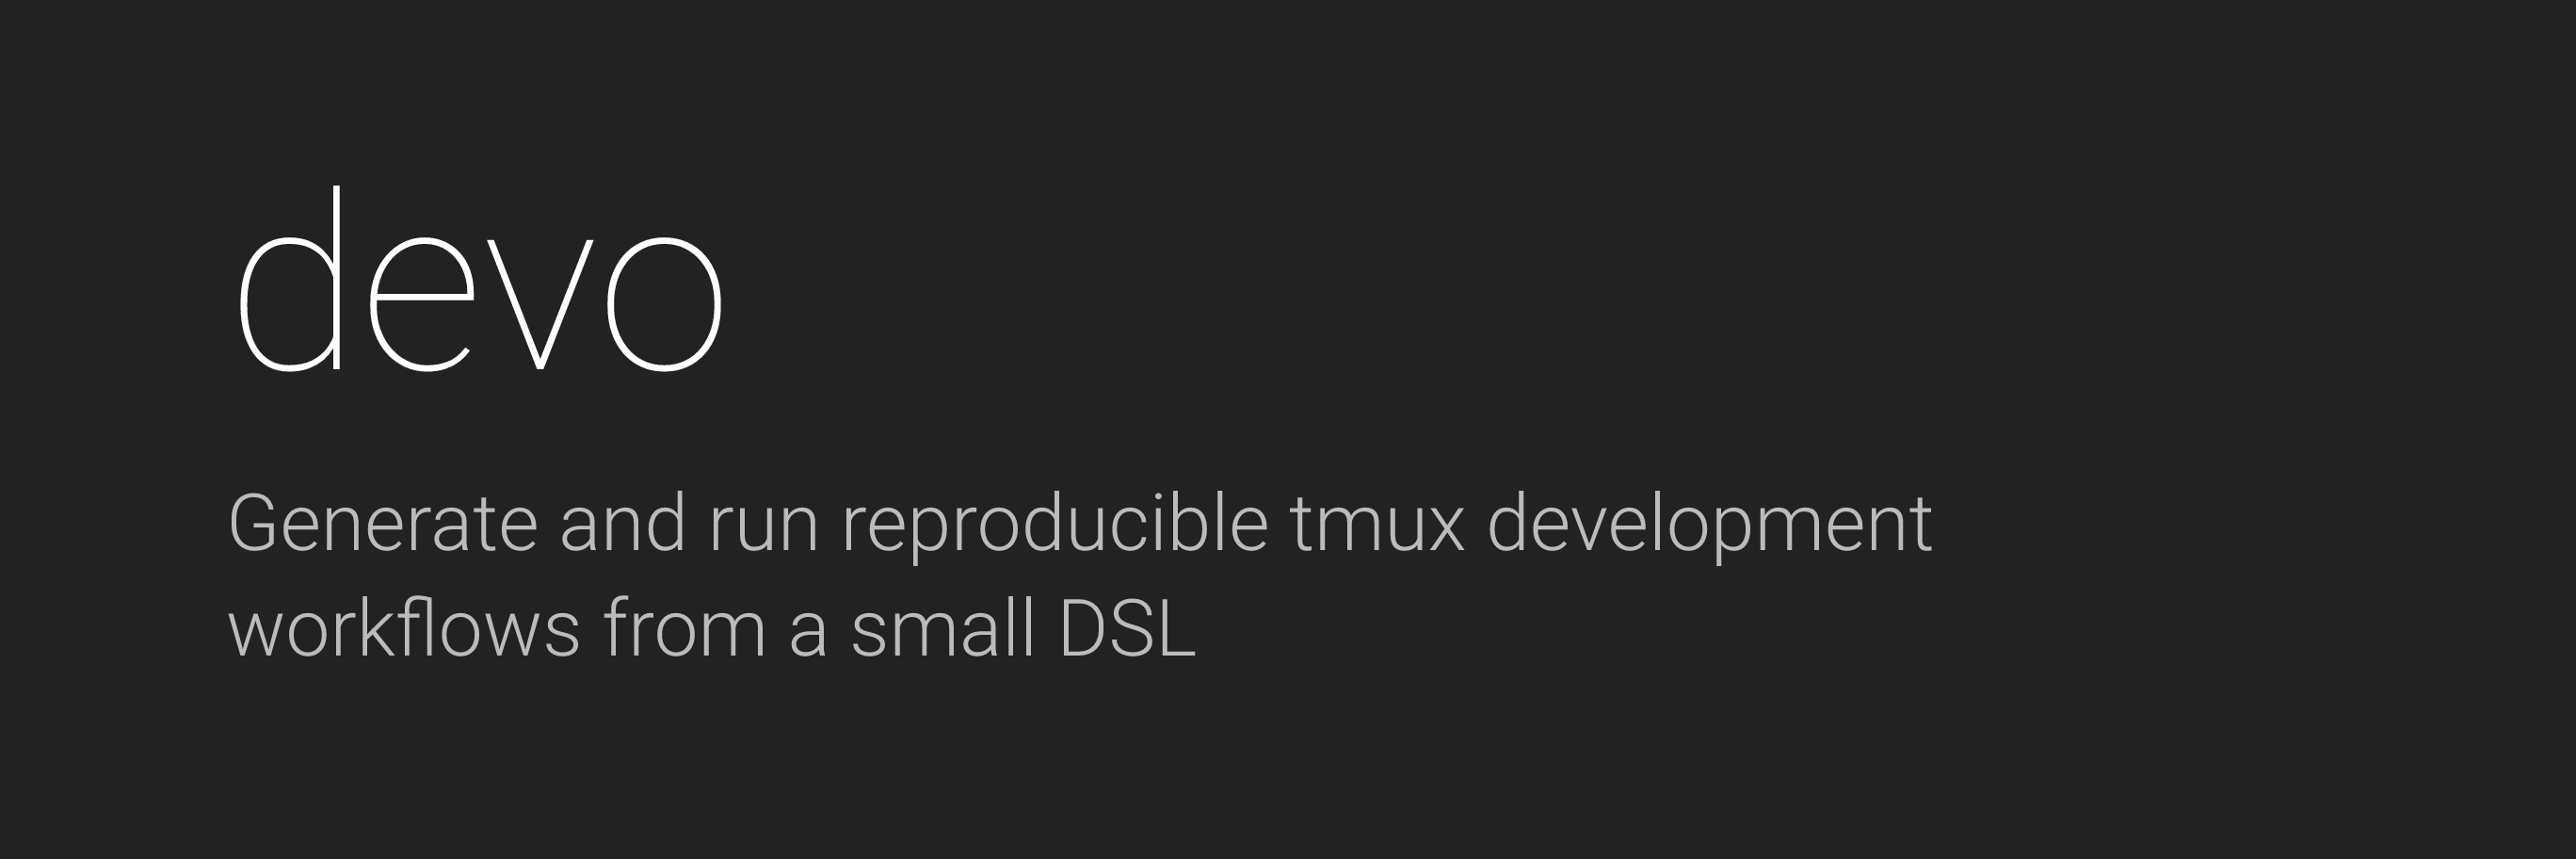 devo
Generate and run reproducible tmux development
workflows from a small DSL